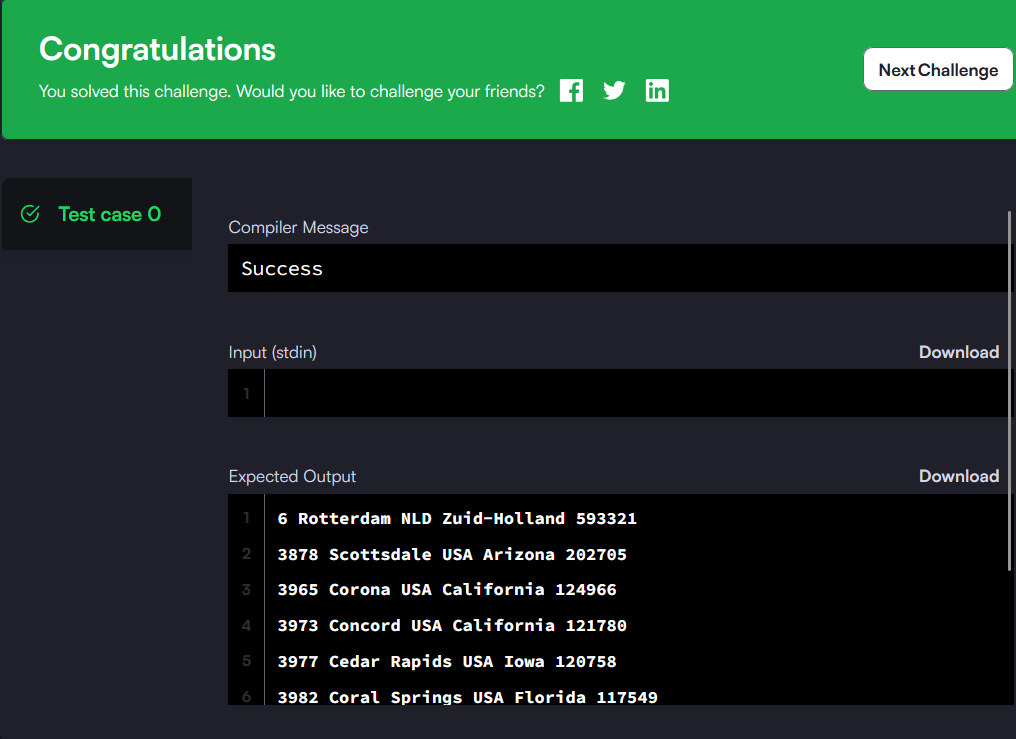 Congratulations
You solved this challenge. Would you like to challenge your friends?
Next Challenge
Test case 0
Compiler Message
Success
Input (stdin)
Download
1
Expected Output
Download
1 6 Rotterdam NLD Zuid-Holland 593321
2 3878 Scottsdale USA Arizona 202705
3 3965 Corona USA California 124966
4 3973 Concord USA California 121780
5 3977 Cedar Rapids USA Iowa 120758
6 3982 Coral Springs USA Florida 117549